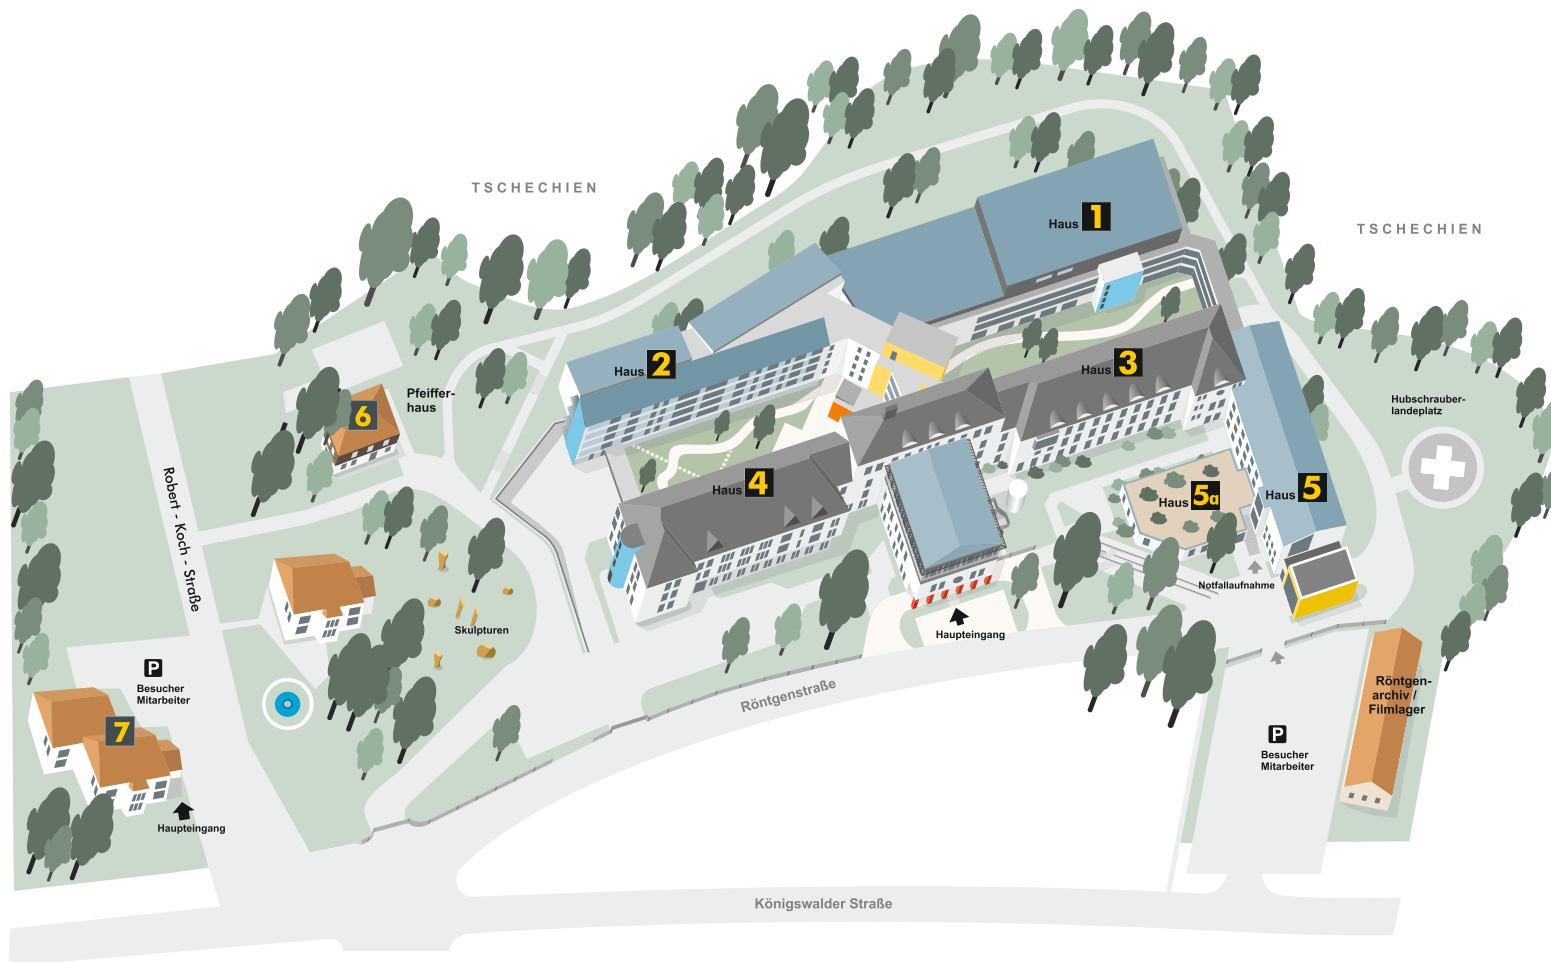 TSCHECHIEN
TSCHECHIEN
Haus 1
Haus 2
Haus 3
Pfeiffer-
haus
6
Hubschrauber-
landeplatz
Haus 4
Haus 5a
Haus 5
Robert - Koch - Straße
Notfallaufnahme
Skulpturen
Haupteingang
P
Besucher
Mitarbeiter
Röntgenstraße
Röntgen-
archiv /
Filmlager
7
P
Besucher
Mitarbeiter
Haupteingang
Königswalder Straße